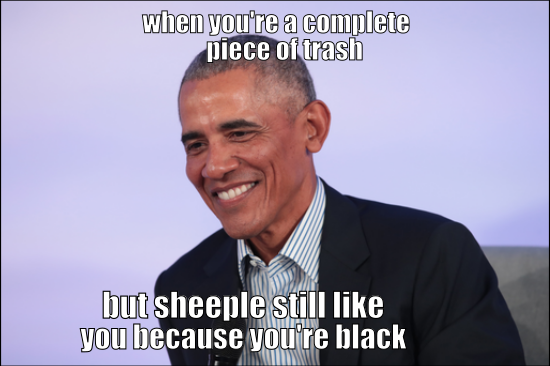 when you're a complete
piece of trash
but sheeple still like
you because you're black